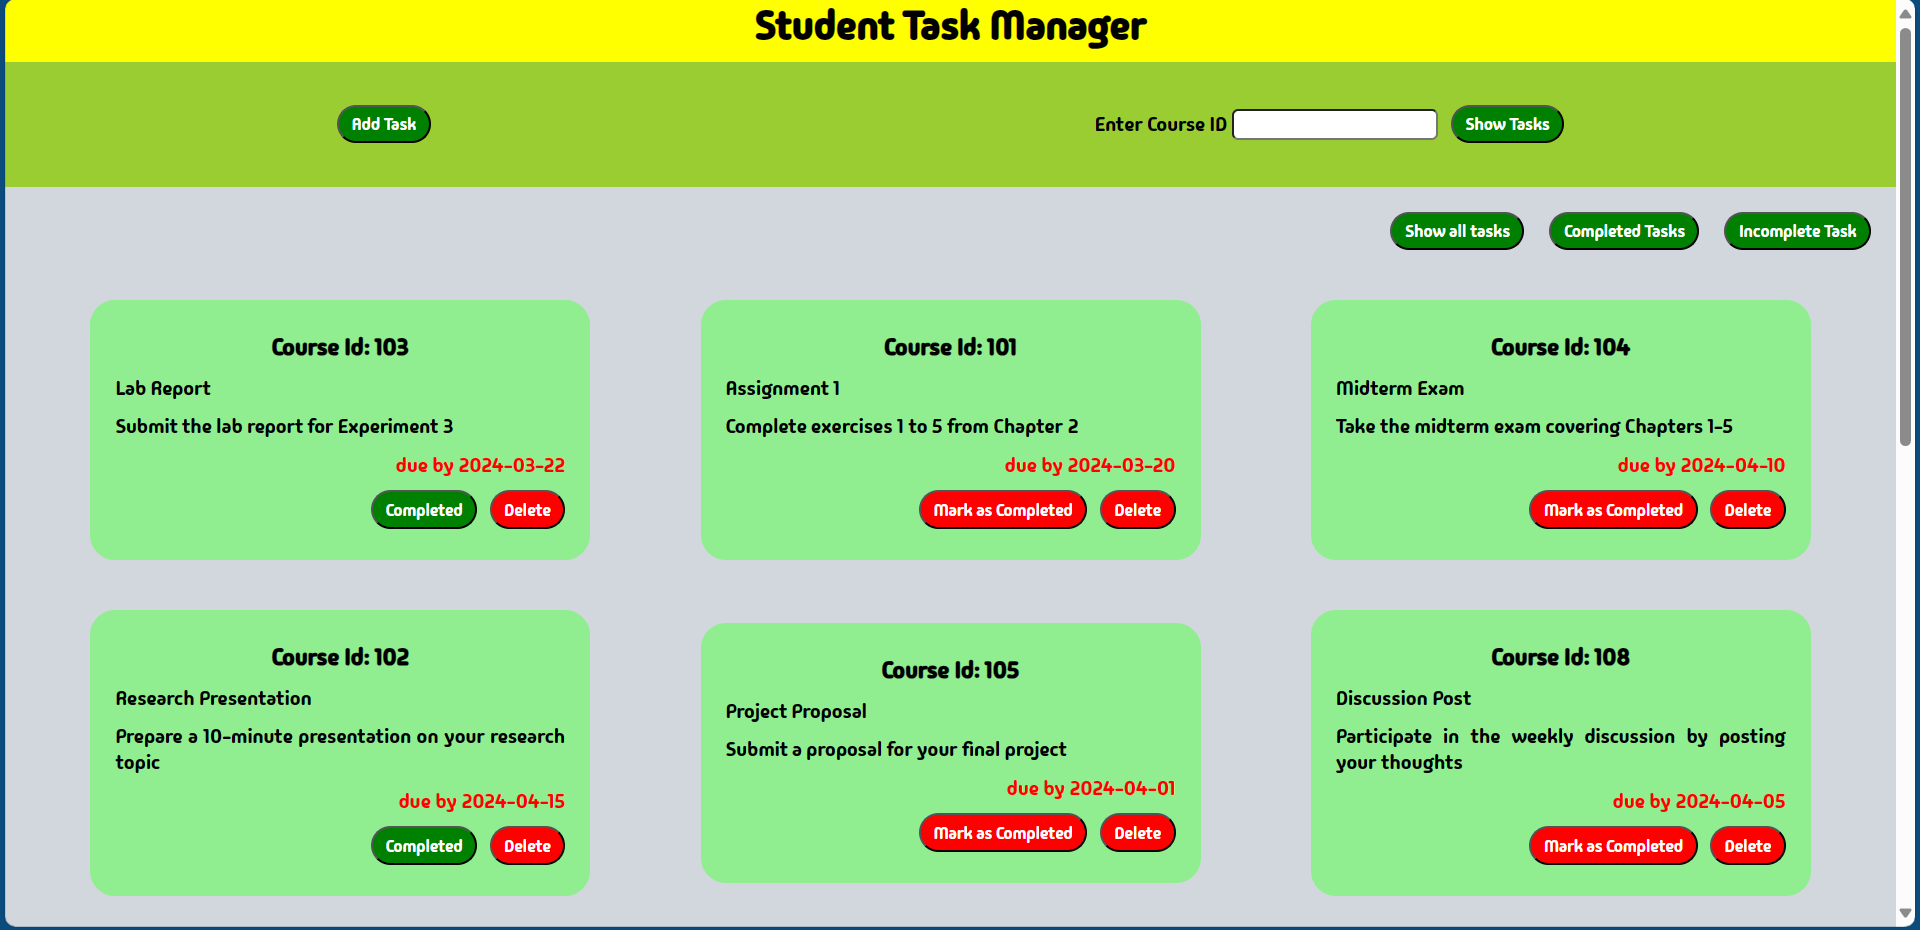 Student Task Manager
Add Task
Enter Course ID
Show Tasks
Show all tasks
Completed Tasks
Incomplete Task
Course Id: 103
Lab Report
Submit the lab report for Experiment 3
due by 2024-03-22
Completed
Delete
Course Id: 101
Assignment 1
Complete exercises 1 to 5 from Chapter 2
due by 2024-03-20
Mark as Completed
Delete
Course Id: 104
Midterm Exam
Take the midterm exam covering Chapters 1-5
due by 2024-04-10
Mark as Completed
Delete
Course Id: 102
Research Presentation
Prepare a 10-minute presentation on your research
topic
due by 2024-04-15
Completed
Delete
Course Id: 105
Project Proposal
Submit a proposal for your final project
due by 2024-04-01
Mark as Completed
Delete
Course Id: 108
Discussion Post
Participate in the weekly discussion by posting
your thoughts
due by 2024-04-05
Mark as Completed
Delete